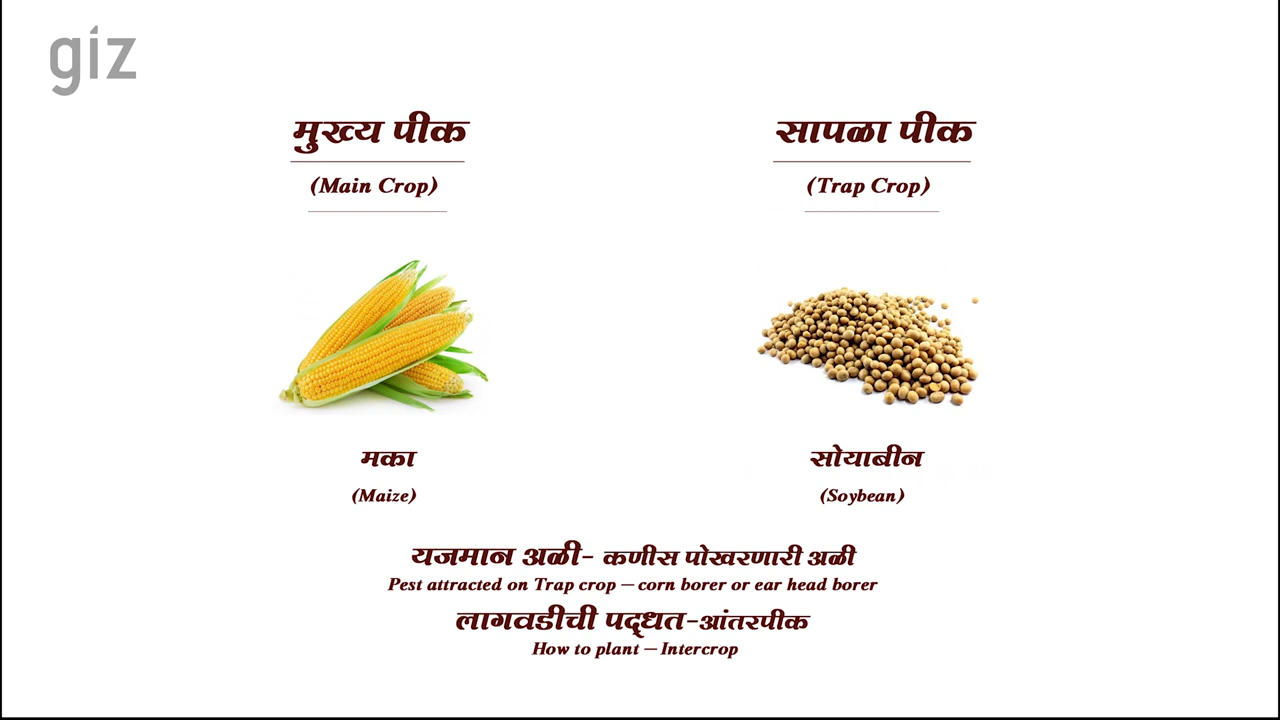 giz
मुख्य पीक
(Main Crop)
सापळा पीक
(Trap Crop)
मका
(Maize)
सोयाबीन
(Soybean)
यजमान अळी- कणीस पोखरणारी अळी
Pest attracted on Trap crop – corn borer or ear head borer
लागवडीची पद्धत-आंतरपीक
How to plant – Intercrop